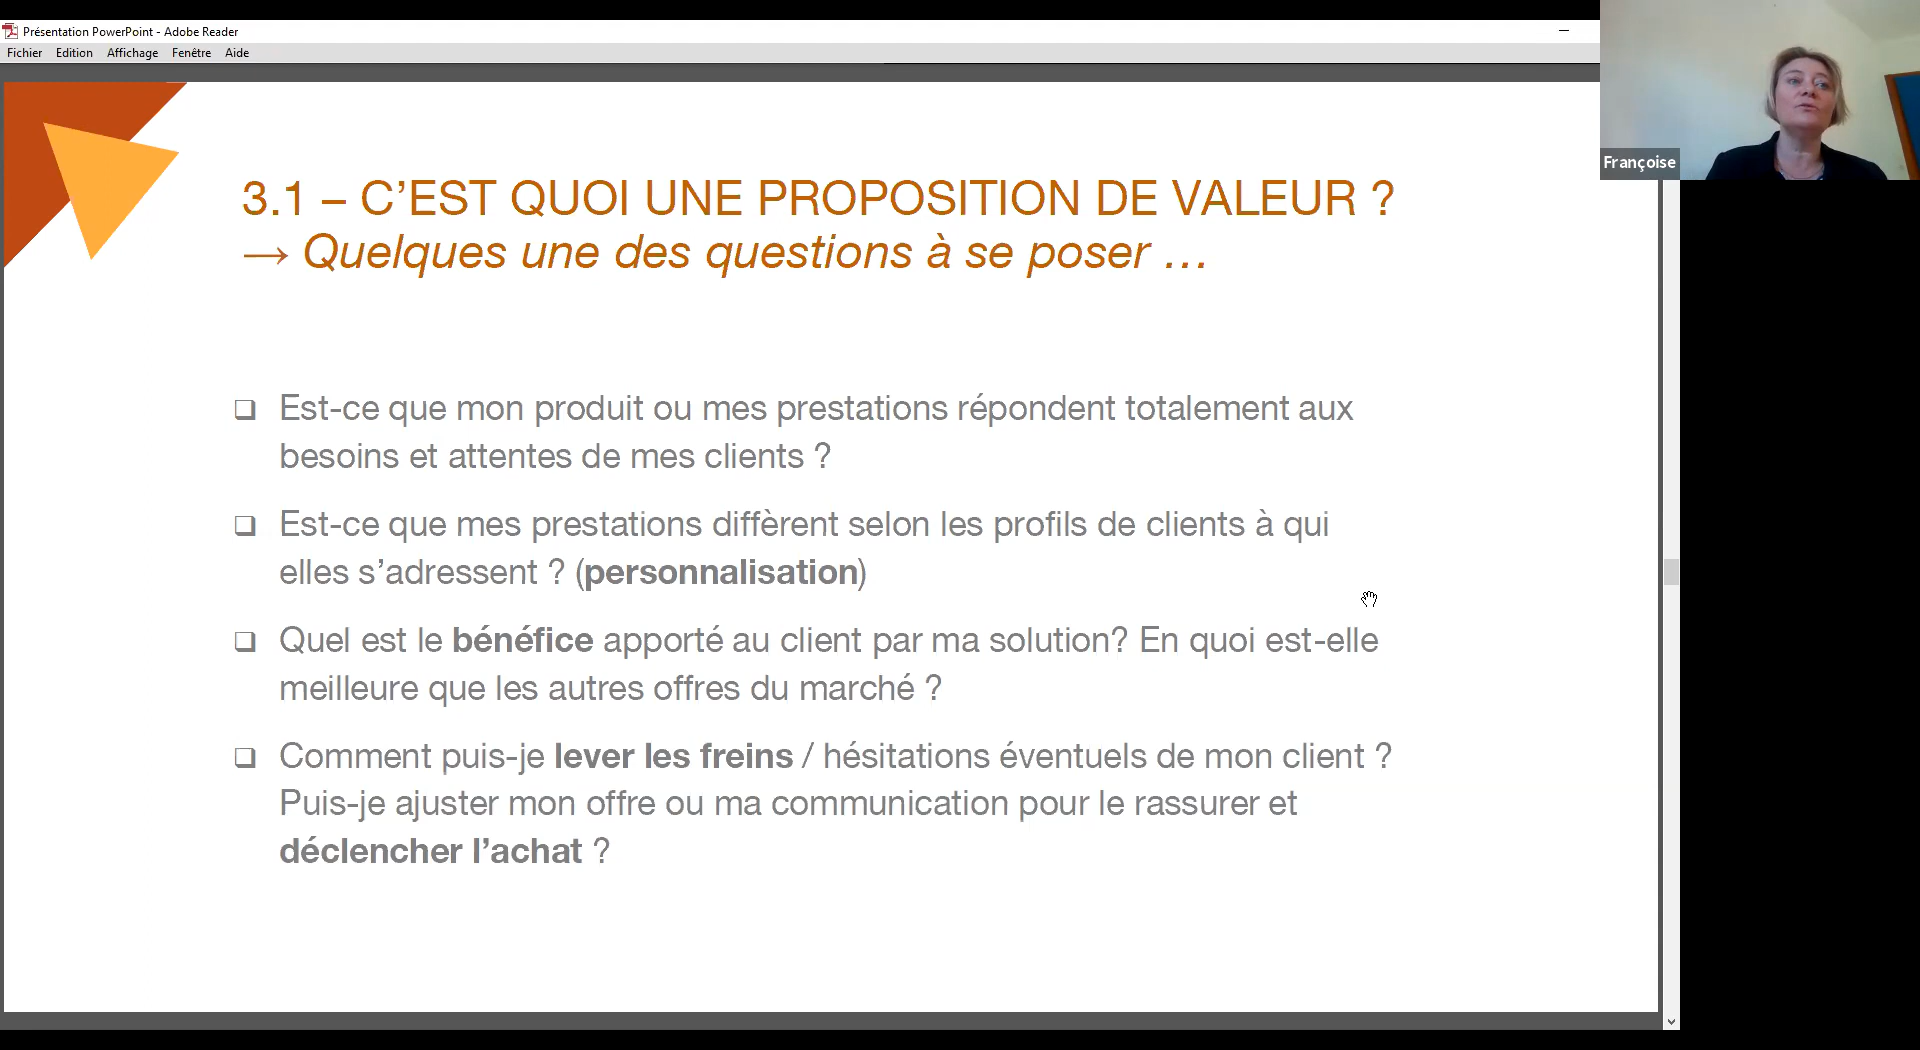 Présentation PowerPoint - Adobe Reader
Fichier Edition Affichage Fenêtre Aide
Françoise
3.1 – C’EST QUOI UNE PROPOSITION DE VALEUR ?
→ Quelques une des questions à se poser …
❑ Est-ce que mon produit ou mes prestations répondent totalement aux
besoins et attentes de mes clients ?
❑ Est-ce que mes prestations diffèrent selon les profils de clients à qui
elles s’adressent ? (personnalisation)
❑ Quel est le bénéfice apporté au client par ma solution? En quoi est-elle
meilleure que les autres offres du marché ?
❑ Comment puis-je lever les freins / hésitations éventuels de mon client ?
Puis-je ajuster mon offre ou ma communication pour le rassurer et
déclencher l’achat ?